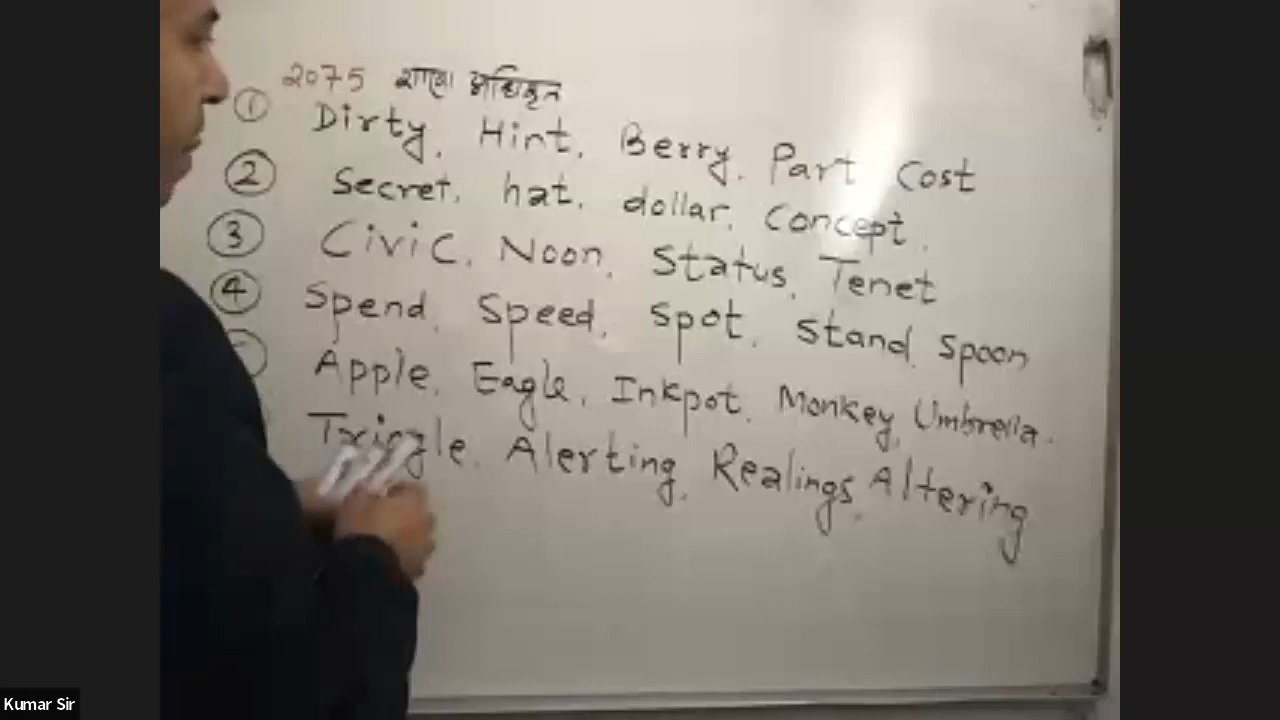 2075 शाखा अधिकृत
① Dirty, Hint, Berry, Part Cost
② Secret, hat, dollar, Concept,
③ Civic, Noon, Status, Tenet
④ Spend, Speed, Spot, Stand, Spoon
Apple, Eagle, Inkpot, Monkey, Umbrella.
Alerting, Realings, Altering
Kumar Sir